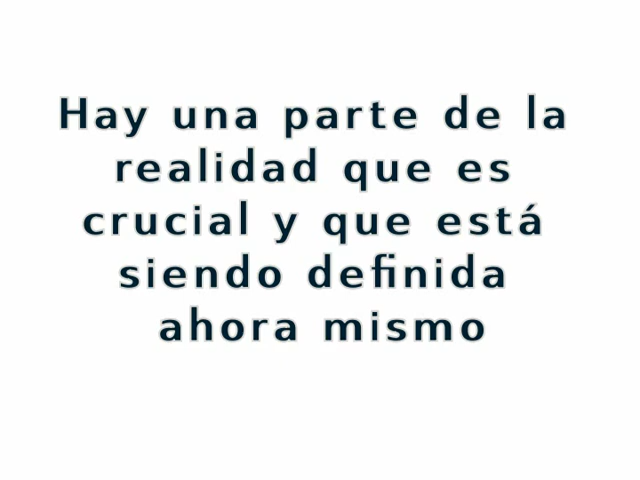 Hay una parte de la
realidad que es
crucial y que está
siendo definida
ahora mismo